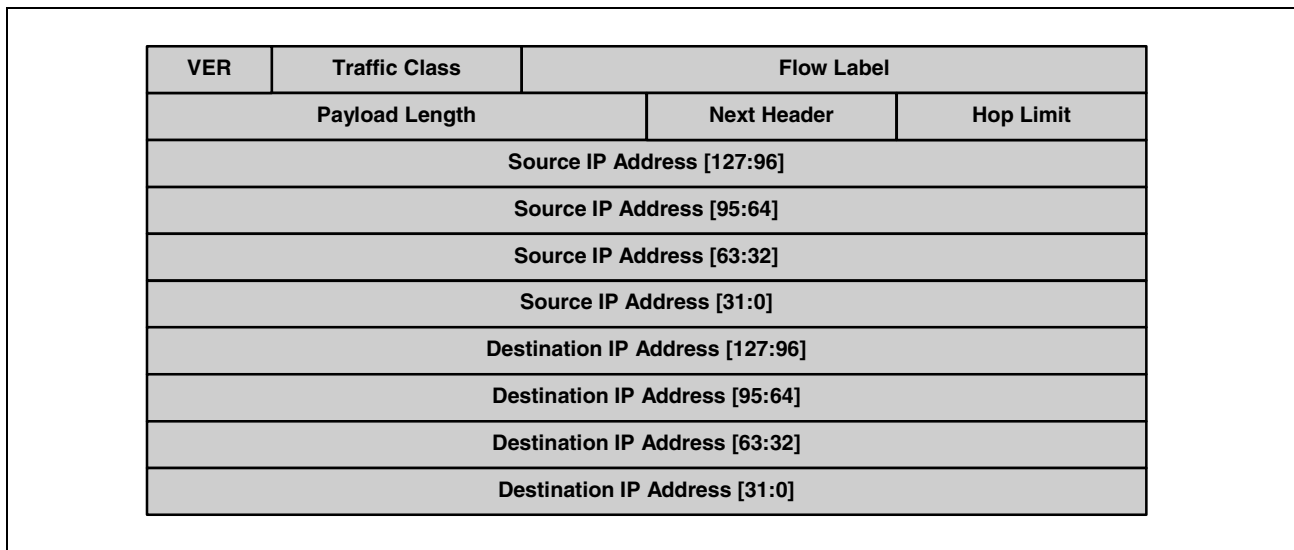 VER Traffic Class Flow Label
Payload Length Next Header Hop Limit
Source IP Address [127:96]
Source IP Address [95:64]
Source IP Address [63:32]
Source IP Address [31:0]
Destination IP Address [127:96]
Destination IP Address [95:64]
Destination IP Address [63:32]
Destination IP Address [31:0]